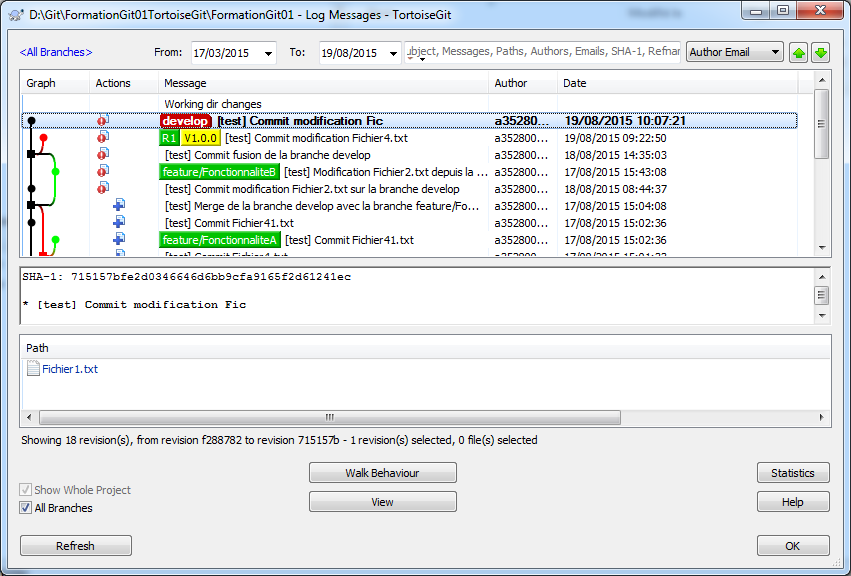 D:\Git\FormationGit01TortoiseGit\FormationGit01 - Log Messages - TortoiseGit
<All Branches> From: 17/03/2015 To: 19/08/2015 ubject, Messages, Paths, Authors, Emails, SHA-1, Refnar Author Email
Graph Actions Message Author Date
Working dir changes
develop [test] Commit modification Fic a352800... 19/08/2015 10:07:21
R1 V1.0.0 [test] Commit modification Fichier4.txt a352800... 19/08/2015 09:22:50
[test] Commit fusion de la branche develop a352800... 18/08/2015 14:35:03
feature/FonctionnaliteB [test] Modification Fichier2.txt depuis la ... a352800... 17/08/2015 15:43:08
[test] Commit modification Fichier2.txt sur la branche develop a352800... 18/08/2015 08:44:37
[test] Merge de la branche develop avec la branche feature/Fo... a352800... 17/08/2015 15:04:08
[test] Commit Fichier41.txt a352800... 17/08/2015 15:02:36
feature/FonctionnaliteA [test] Commit Fichier41.txt a352800... 17/08/2015 15:02:36
SHA-1: 715157bfe2d0346646d6bb9cfa9165f2d61241ec
* [test] Commit modification Fic
Path
Fichier1.txt
Showing 18 revision(s), from revision f288782 to revision 715157b - 1 revision(s) selected, 0 file(s) selected
Walk Behaviour Statistics
Show Whole Project
View Help
All Branches
Refresh OK